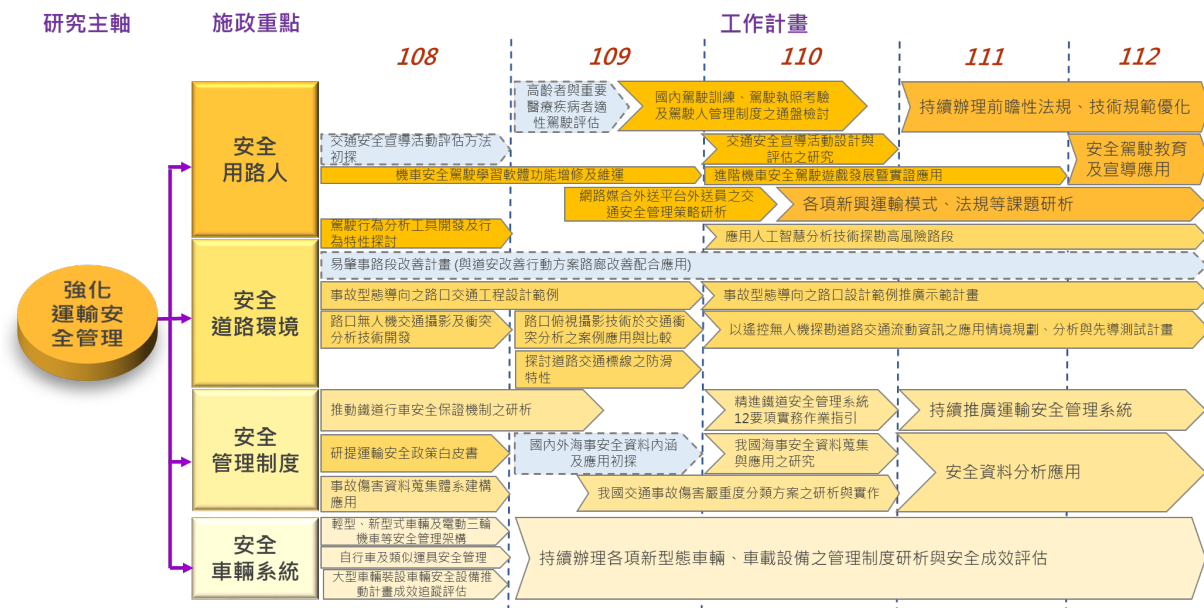 研究主軸
施政重點
工作計畫
108
109
110
111
112
強化
運輸安
全管理
安全
用路人
高齡者與重要
醫療疾病者適
性駕駛評估
國內駕駛訓練、駕駛執照考驗
及駕駛人管理制度之通盤檢討
持續辦理前瞻性法規、技術規範優化
交通安全宣導活動評估方法
初探
交通安全宣導活動設計與
評估之研究
安全駕駛教育
及宣導應用
機車安全駕駛學習軟體功能增修及維運
進階機車安全駕駛遊戲發展暨實證應用
網路媒合外送平台外送員之交
通安全管理策略研析
各項新興運輸模式、法規等課題研析
駕駛行為分析工具開發及行
為特性探討
應用人工智慧分析技術探勘高風險路段
安全
道路環境
易肇事路段改善計畫 (與道安改善行動方案路廊改善配合應用)
事故型態導向之路口交通工程設計範例
事故型態導向之路口設計範例推廣示範計畫
路口無人機交通攝影及衝突
分析技術開發
路口俯視攝影技術於交通衝
突分析之案例應用與比較
以遙控無人機探勘道路交通流動資訊之應用情境規劃、分析與先導測試計畫
探討道路交通標線之防滑
特性
安全
管理制度
推動鐵道行車安全保證機制之研析
精進鐵道安全管理系統
12要項實務作業指引
持續推廣運輸安全管理系統
研提運輸安全政策白皮書
國內外海事安全資料內涵
及應用初探
我國海事安全資料蒐集
與應用之研究
安全資料分析應用
事故傷害資料蒐集體系建構
應用
我國交通事故傷害嚴重度分類方案之研析與實作
安全
車輛系統
輕型、新型式車輛及電動三輪
機車等安全管理架構
自行車及類似運具安全管理
大型車輛裝設車輛安全設備推
動計畫成效追蹤評估
持續辦理各項新型態車輛、車載設備之管理制度研析與安全成效評估